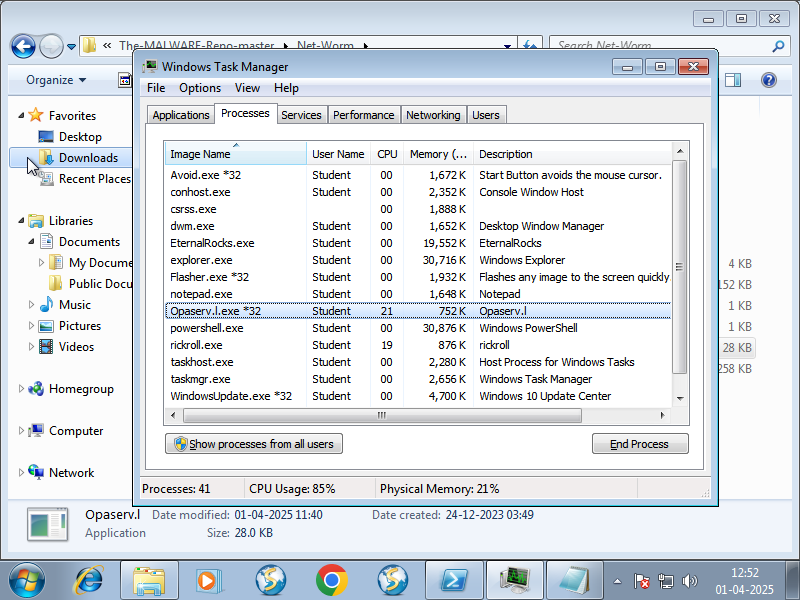 The-MALWARE-Repo-master
Net-Worm
Search Net-Worm
Organize
Windows Task Manager
File Options View Help
Applications Processes Services Performance Networking Users
Image Name User Name CPU Memory (... Description
Avoid.exe *32 Student 00 1,672 K Start Button avoids the mouse cursor.
conhost.exe Student 00 2,352 K Console Window Host
csrss.exe 00 1,888 K
dwm.exe Student 00 1,652 K Desktop Window Manager
EternalRocks.exe Student 00 19,552 K EternalRocks
explorer.exe Student 00 30,716 K Windows Explorer
Flasher.exe *32 Student 00 1,932 K Flashes any image to the screen quickly
notepad.exe Student 00 1,648 K Notepad
Opaserv.l.exe *32 Student 21 752 K Opaserv.l
powershell.exe Student 00 30,876 K Windows PowerShell
rickroll.exe Student 19 876 K rickroll
taskhost.exe Student 00 2,280 K Host Process for Windows Tasks
taskmgr.exe Student 00 2,656 K Windows Task Manager
WindowsUpdate.exe *32 Student 00 4,700 K Windows 10 Update Center
Show processes from all users
End Process
Processes: 41 CPU Usage: 85% Physical Memory: 21%
Favorites
Desktop
Downloads
Recent Places
Libraries
Documents
My Docume
Public Docu
Music
Pictures
Videos
Homegroup
Computer
Network
4 KB
152 KB
1 KB
1 KB
28 KB
258 KB
Opaserv.l Date modified: 01-04-2025 11:40 Date created: 24-12-2023 03:49
Application Size: 28.0 KB
12:52
01-04-2025